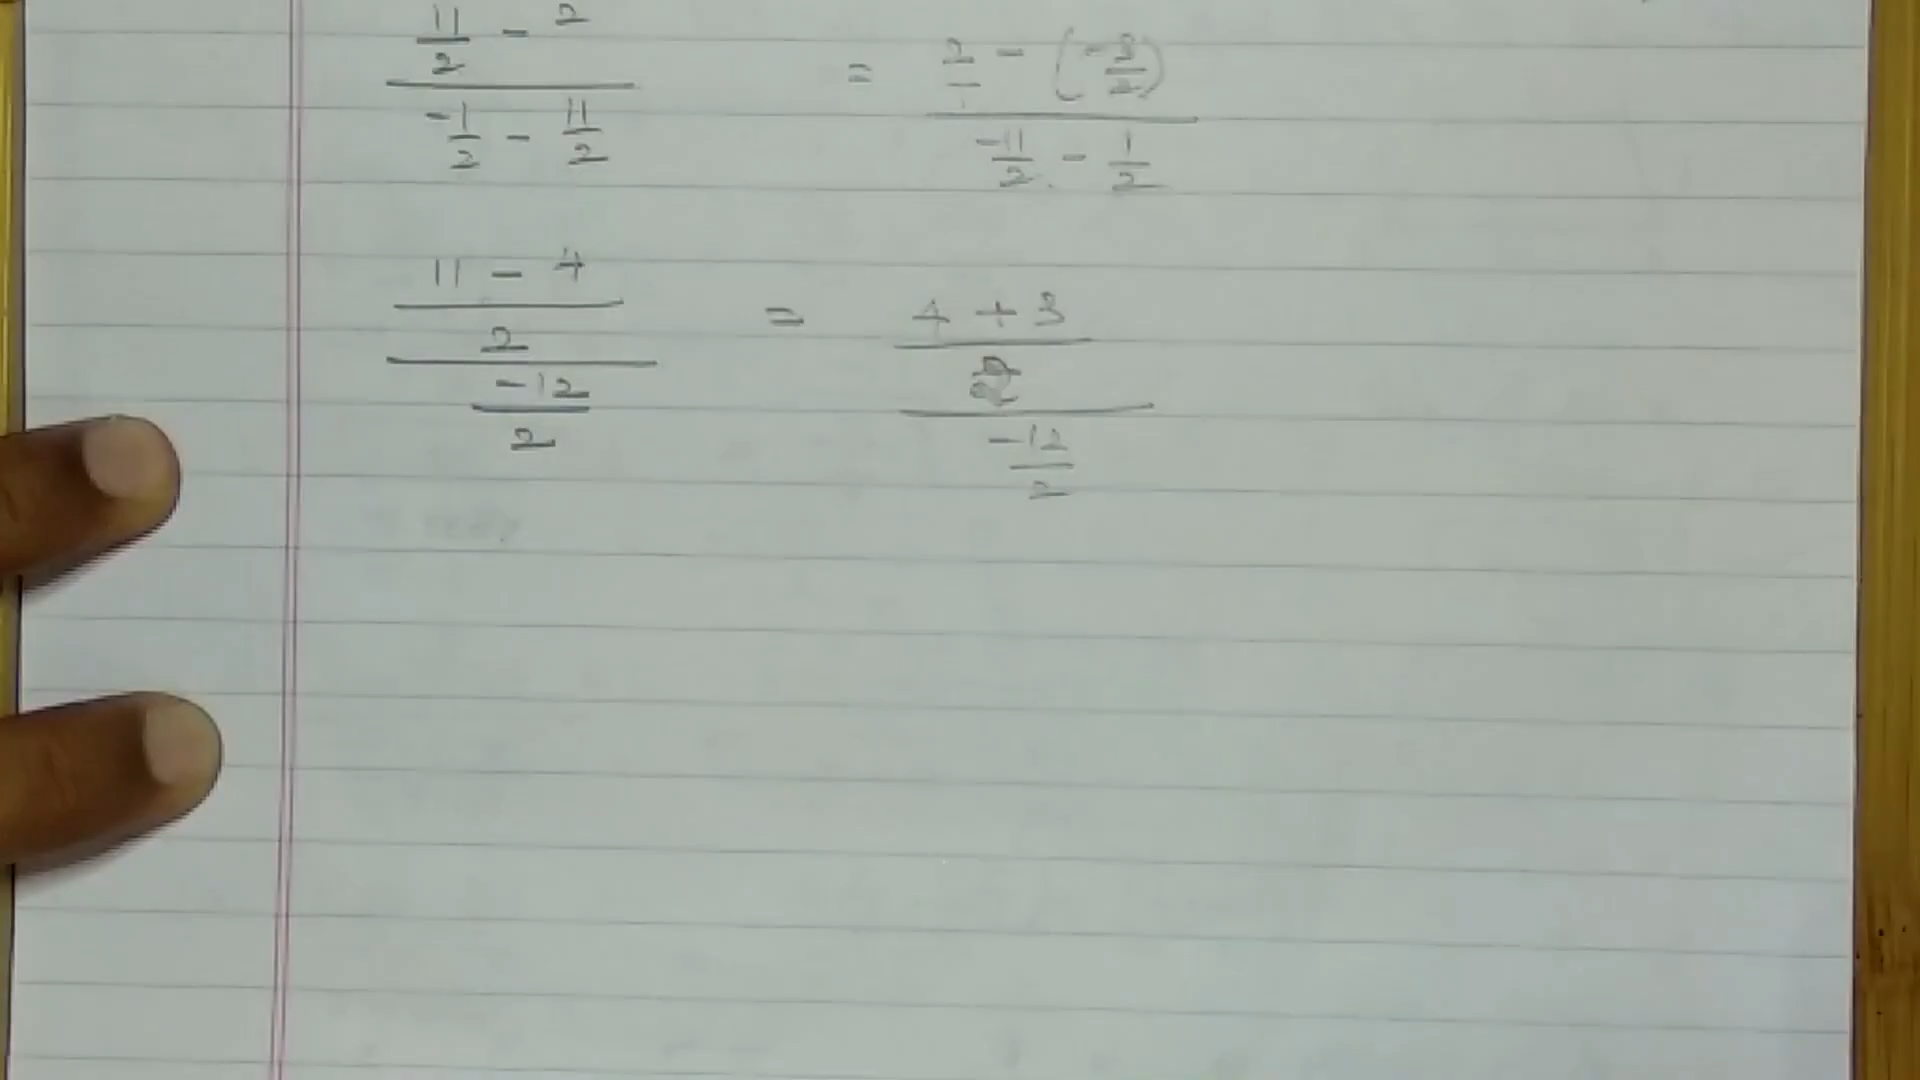 11/2 - 2
= 2/1 - (-3/2)
-1/2 - 11/2
-11/2 - 1/2
11 - 4
= 4 + 3
2
2
-12
-12
2
2